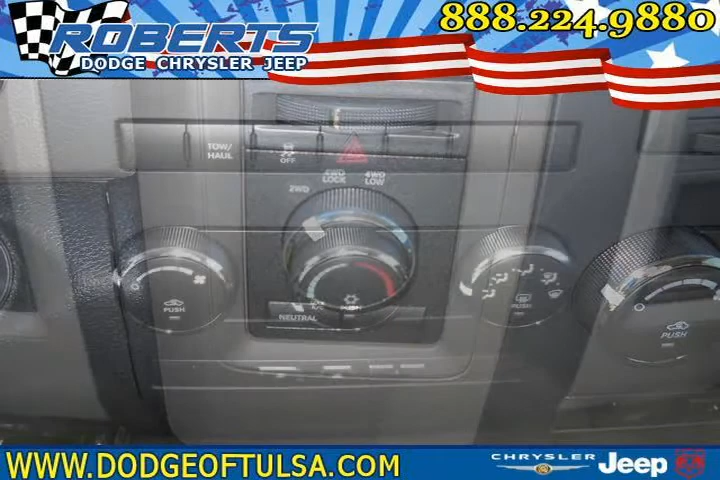 ROBERTS
DODGE CHRYSLER JEEP
888.224.9880
TOW/
HAUL
OFF
4WD
LOCK
4WD
LOW
2WD
PUSH
PUSH
PUSH
NEUTRAL
WWW.DODGEOFTULSA.COM
CHRYSLER
Jeep